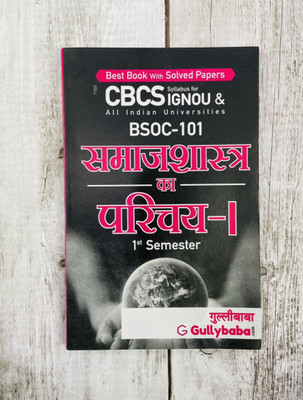 Best Book With Solved Papers
CBCS Syllabus for IGNOU &
All Indian Universities
BSOC-101
समाजशास्त्र
का
परिचय-I
1st Semester
गुल्लीबाबा
Gullybaba